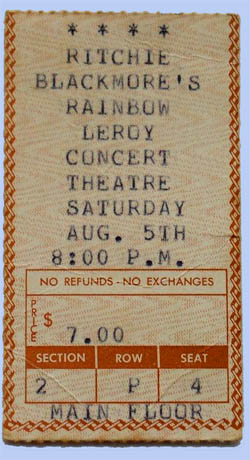 * * * *
RITCHIE
BLACKMORE'S
RAINBOW
LEROY
CONCERT
THEATRE
SATURDAY
AUG. 5TH
8:00 P.M.
NO REFUNDS - NO EXCHANGES
PRICE $ 7.00
SECTION ROW SEAT
2 P 4
MAIN FLOOR